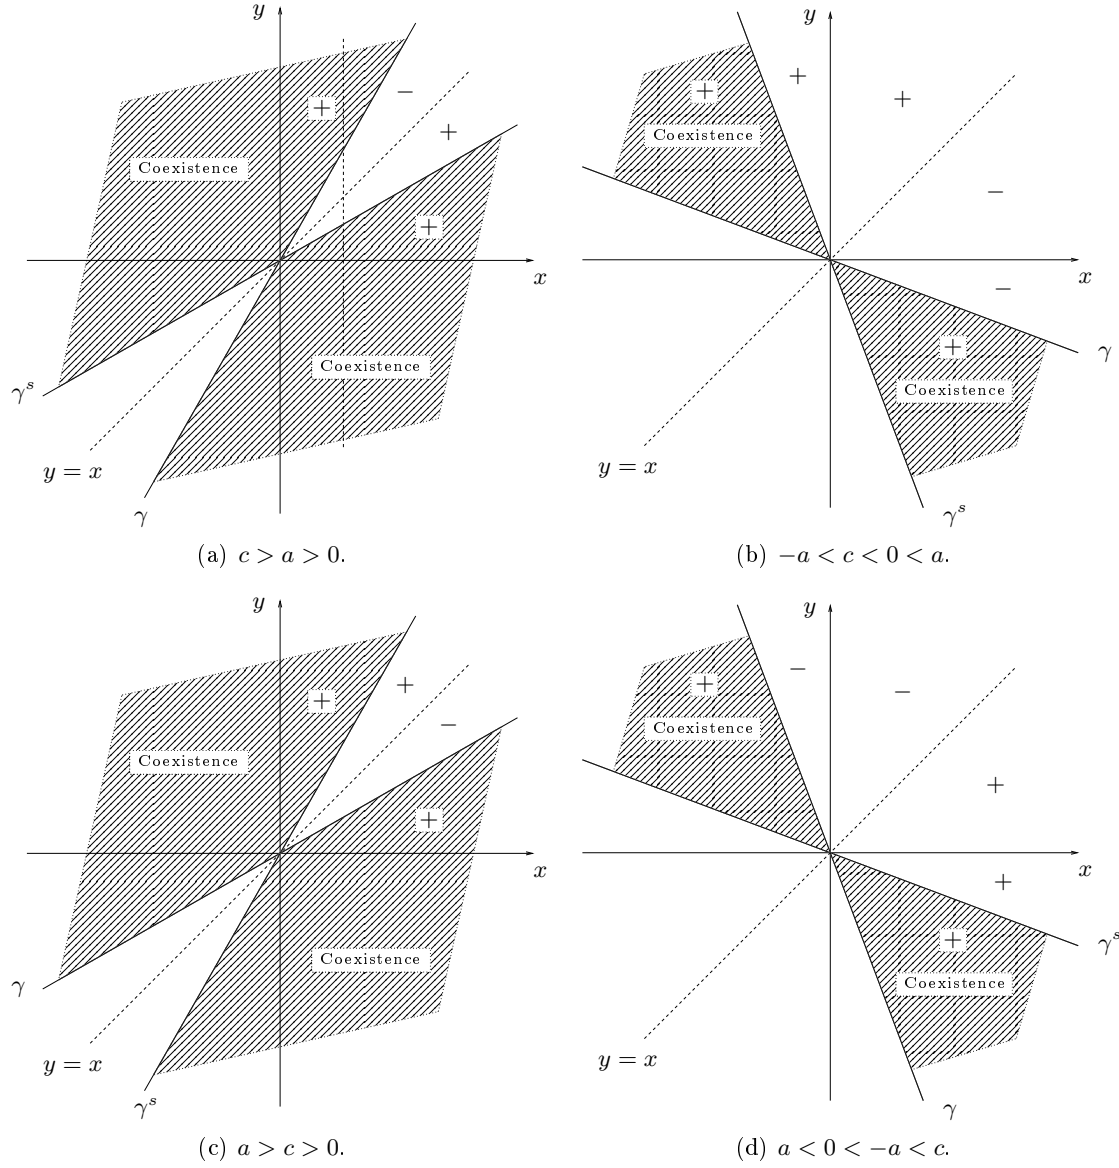 y
+
−
+
Coexistence
+
x
Coexistence
γ^s
y = x
γ
(a) c > a > 0.
y
+
+
+
Coexistence
−
x
−
+
γ
Coexistence
y = x
γ^s
(b) −a < c < 0 < a.
y
+
+
−
Coexistence
+
x
Coexistence
γ
y = x
γ^s
(c) a > c > 0.
y
−
+
−
Coexistence
+
x
+
+
γ^s
Coexistence
y = x
γ
(d) a < 0 < −a < c.